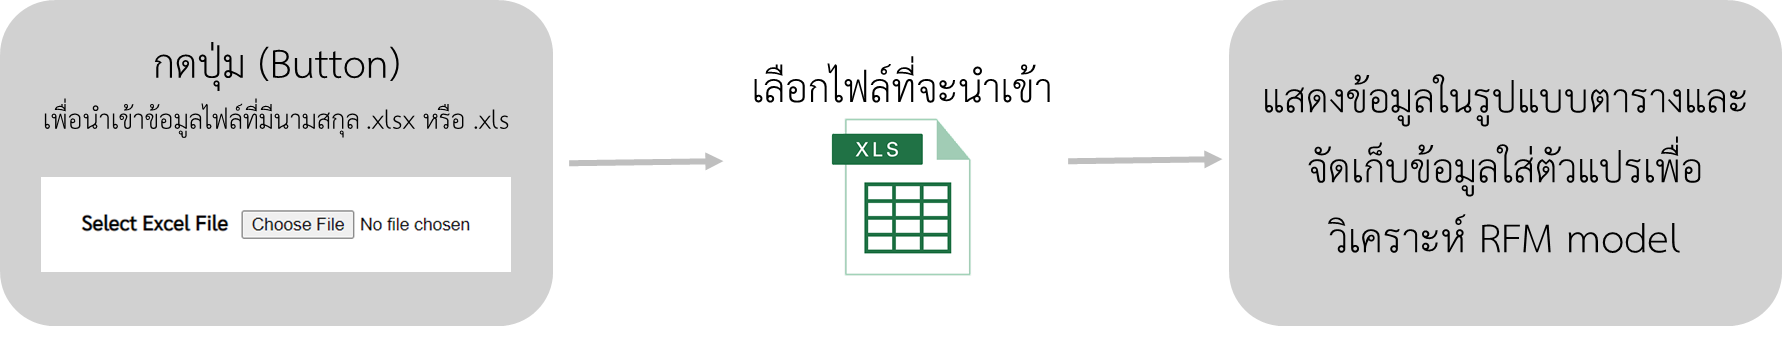 กดปุ่ม (Button)
เพื่อนำเข้าข้อมูลไฟล์ที่มีนามสกุล .xlsx หรือ .xls
Select Excel File Choose File No file chosen
เลือกไฟล์ที่จะนำเข้า
XLS
แสดงข้อมูลในรูปแบบตารางและ
จัดเก็บข้อมูลใส่ตัวแปรเพื่อ
วิเคราะห์ RFM model